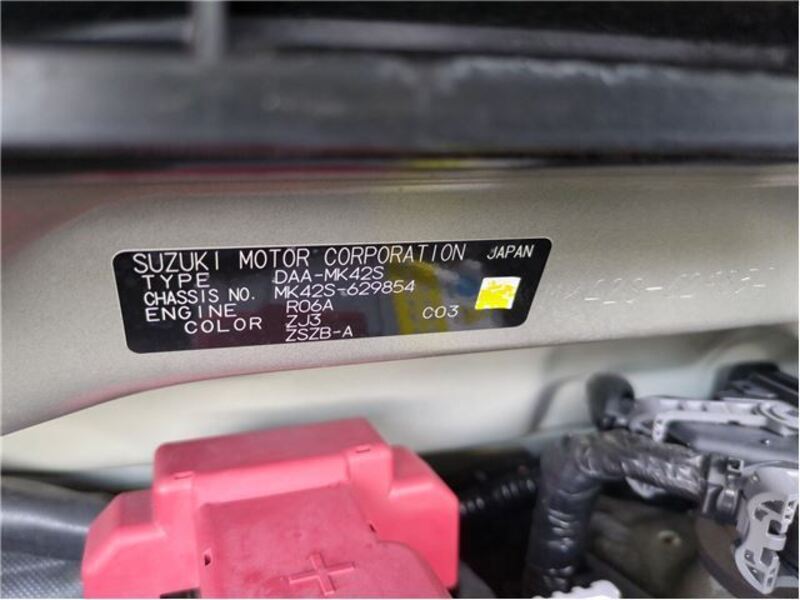 SUZUKI MOTOR CORPORATION JAPAN
TYPE DAA-MK42S
CHASSIS NO. MK42S-629854
ENGINE R06A
COLOR ZJ3 C03
ZSZB-A
+